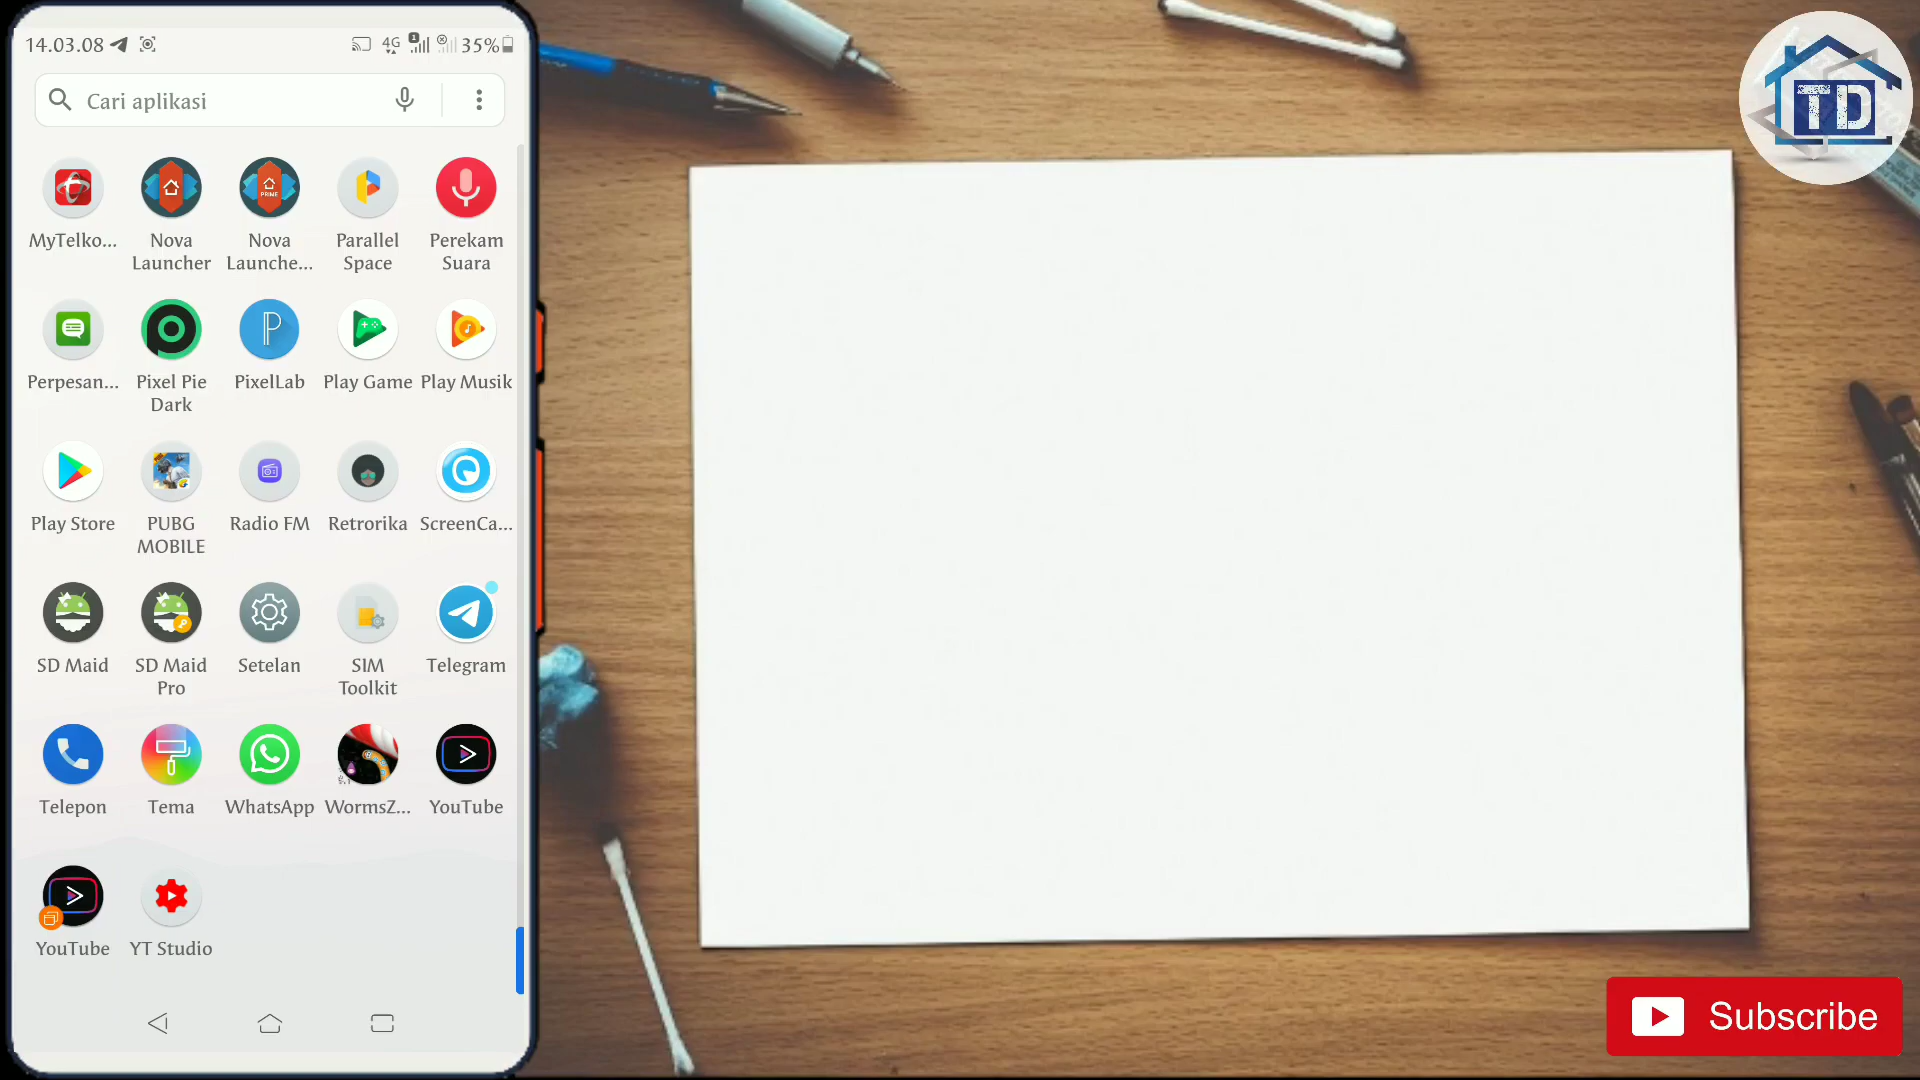 14.03.08
4G
1
35%
Cari aplikasi
MyTelko...
Nova
Launcher
PRIME
Nova
Launche...
Parallel
Space
Perekam
Suara
Perpesan...
Pixel Pie
Dark
PixelLab
Play Game
Play Musik
Play Store
PUBG
MOBILE
Radio FM
Retrorika
ScreenCa...
SD Maid
SD Maid
Pro
Setelan
SIM
Toolkit
Telegram
Telepon
Tema
WhatsApp
WormsZ...
YouTube
YouTube
YT Studio
TD
Subscribe